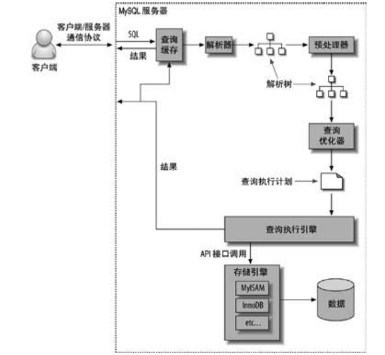 MySQL 服务器
客户端/服务器
通信协议
SQL
结果
查询
缓存
解析器
预处理器
客户端
解析树
查询
优化器
查询执行计划
结果
查询执行引擎
API 接口调用
存储引擎
MyISAM
InnoDB
etc...
数据